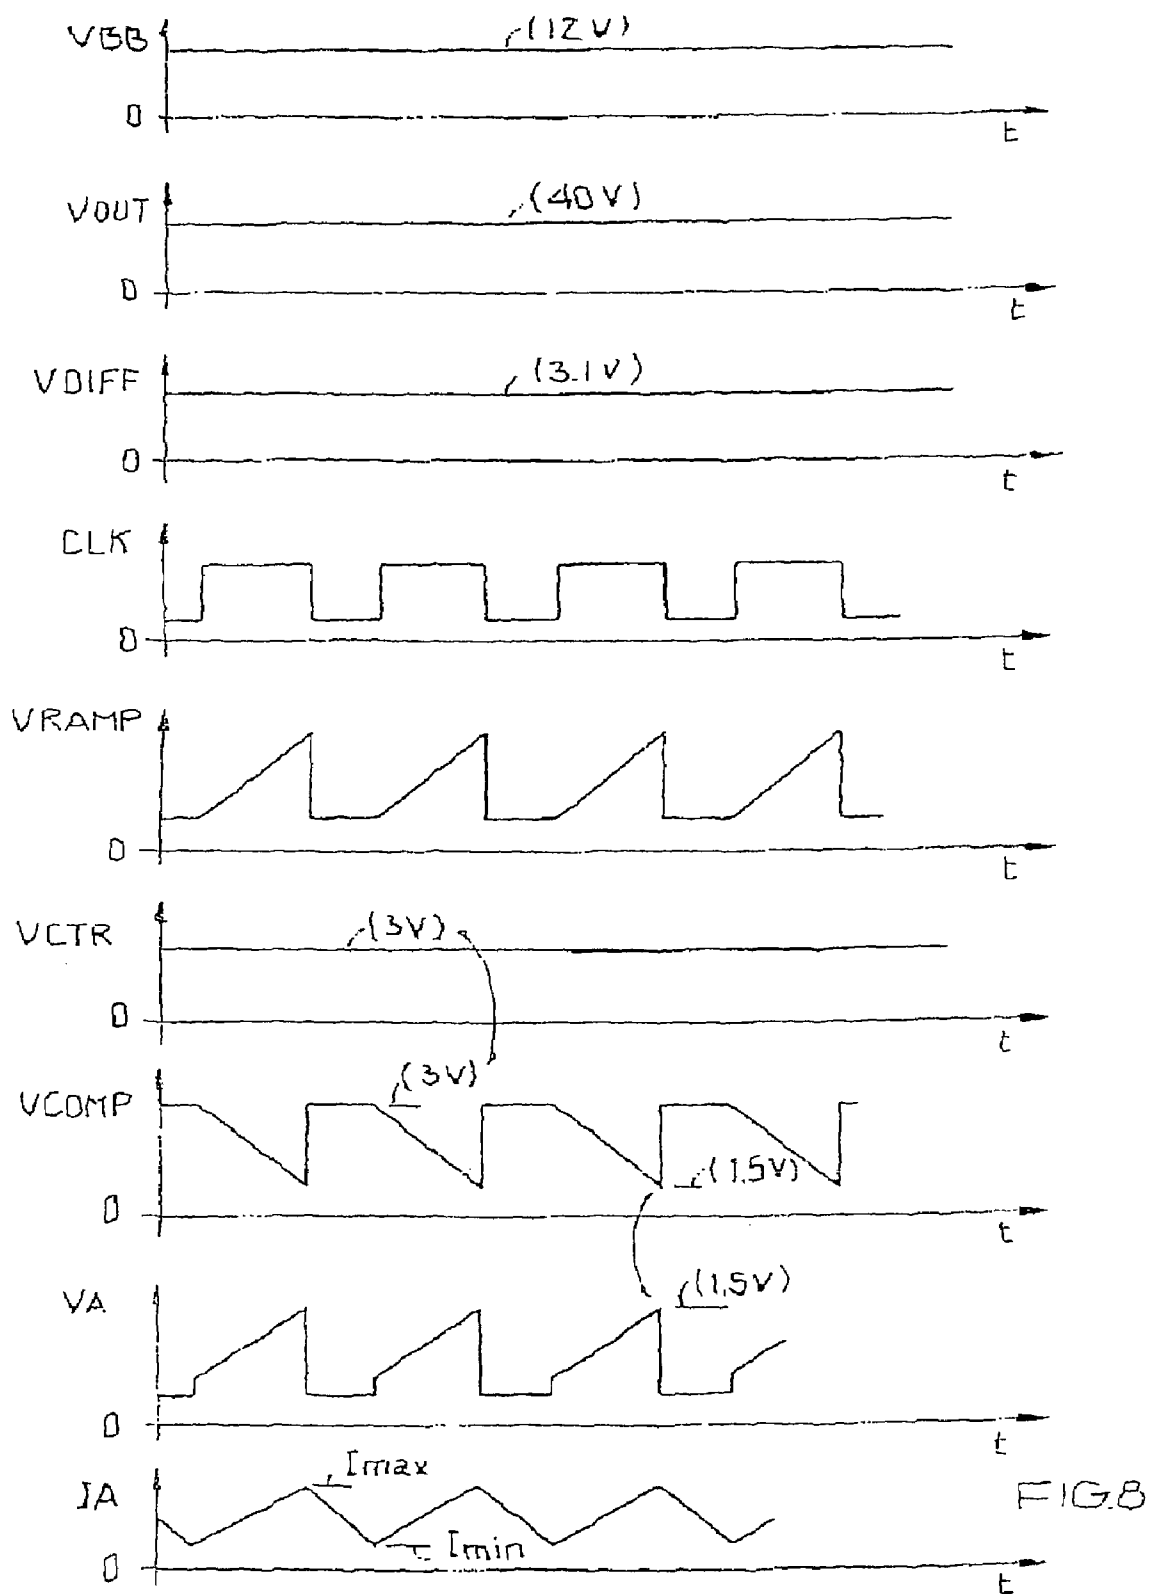 VBB
(12V)
0
t
VOUT
(40V)
0
t
VDIFF
(3.1V)
0
t
CLK
0
t
VRAMP
0
t
VCTR
(3V)
0
t
(3V)
VCOMP
(1.5V)
0
t
(1.5V)
VA
0
t
Imax
IA
FIG.8
Imin
0
t